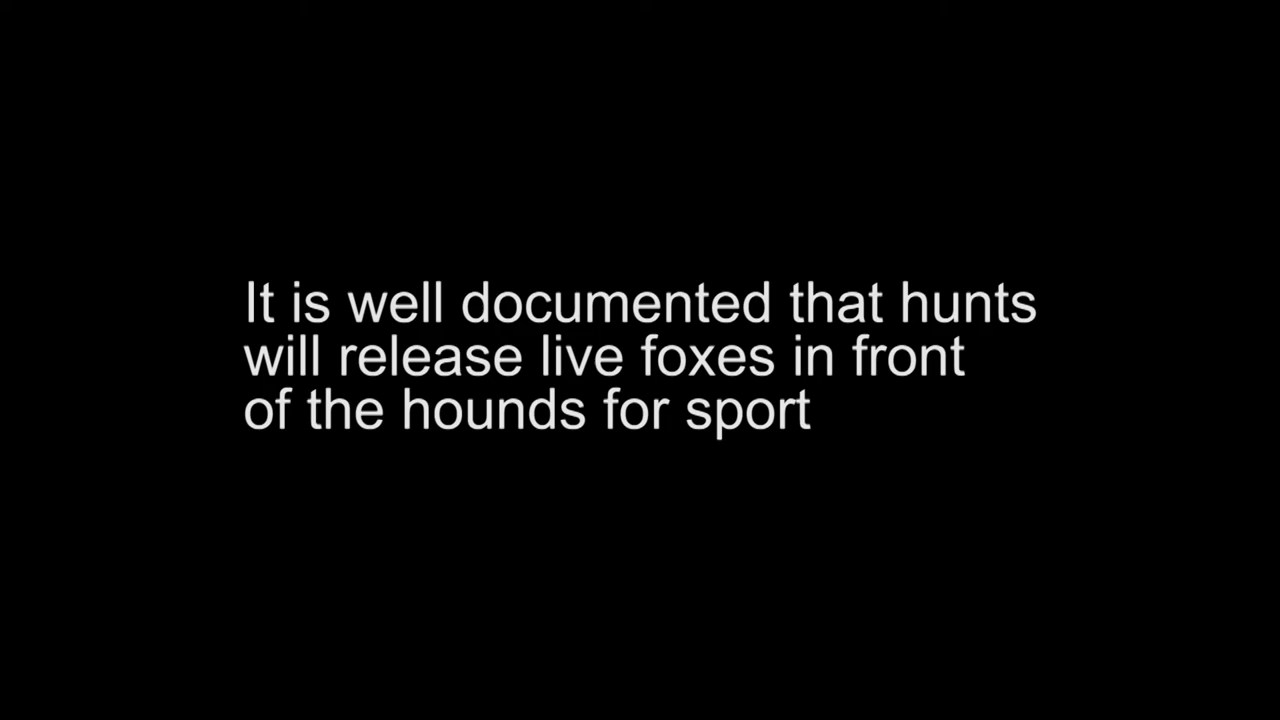 It is well documented that hunts
will release live foxes in front
of the hounds for sport